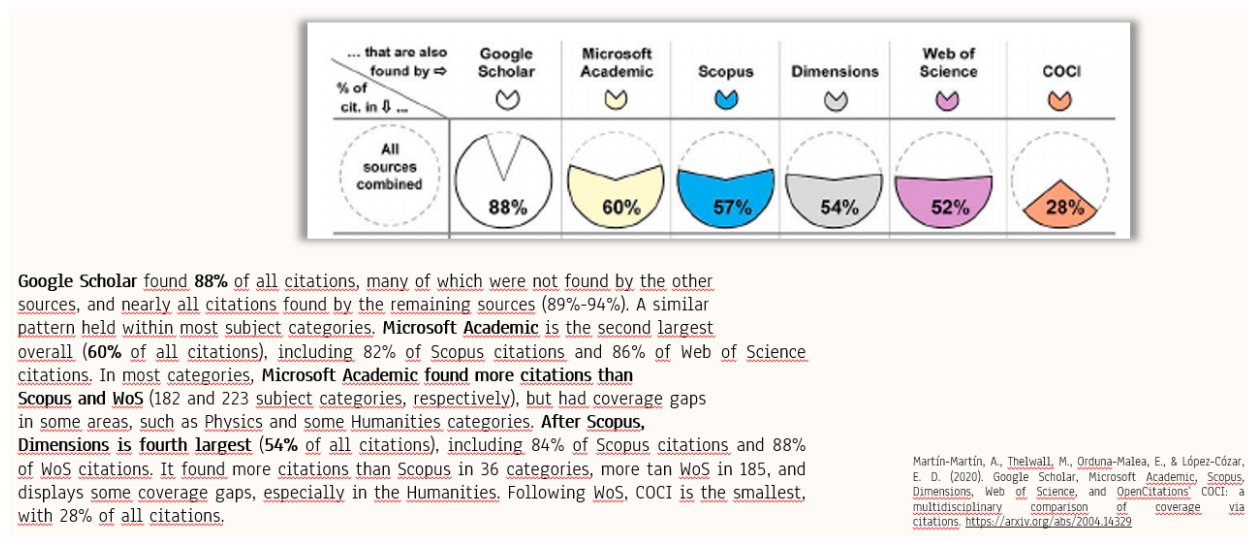 ... that are also
found by ⇨
% of
cit. in ⇩ ...
Google
Scholar
Microsoft
Academic
Scopus
Dimensions
Web of
Science
COCI
All
sources
combined
88%
60%
57%
54%
52%
28%
Google Scholar found 88% of all citations, many of which were not found by the other
sources, and nearly all citations found by the remaining sources (89%-94%). A similar
pattern held within most subject categories. Microsoft Academic is the second largest
overall (60% of all citations), including 82% of Scopus citations and 86% of Web of Science
citations. In most categories, Microsoft Academic found more citations than
Scopus and WoS (182 and 223 subject categories, respectively), but had coverage gaps
in some areas, such as Physics and some Humanities categories. After Scopus,
Dimensions is fourth largest (54% of all citations), including 84% of Scopus citations and 88%
of WoS citations. It found more citations than Scopus in 36 categories, more tan WoS in 185, and
displays some coverage gaps, especially in the Humanities. Following WoS, COCI is the smallest,
with 28% of all citations.
Martín-Martín, A., Thelwall, M., Orduna-Malea, E., & López-Cózar,
E. D. (2020). Google Scholar, Microsoft Academic, Scopus,
Dimensions, Web of Science, and OpenCitations' COCI: a
multidisciplinary comparison of coverage via
citations. https://arxiv.org/abs/2004.14329